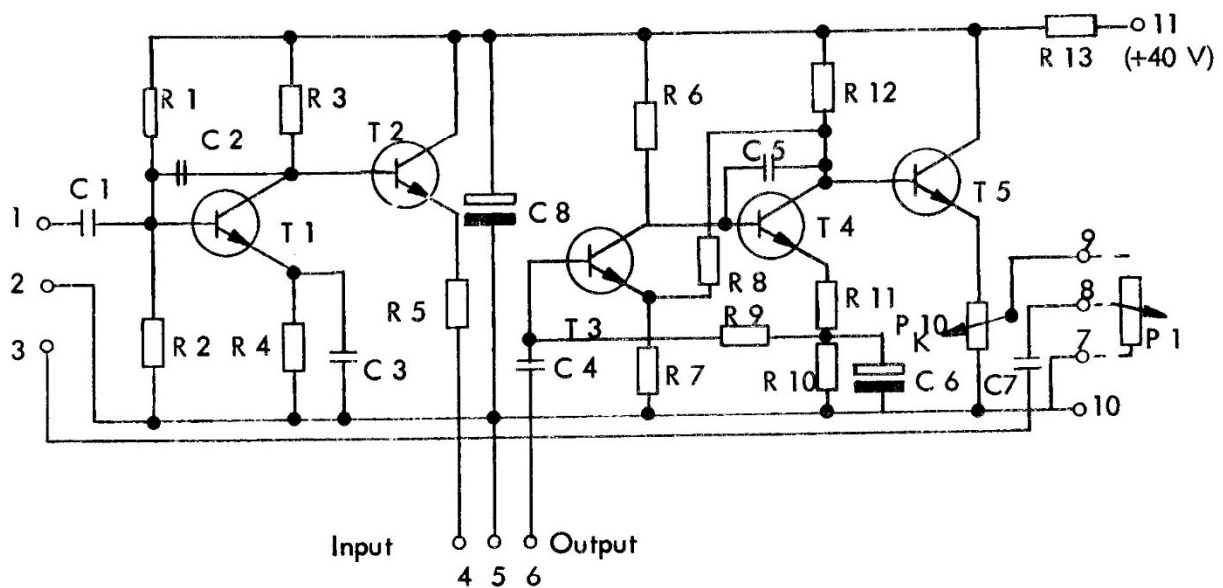 11
R 13 (+40 V)
R 1
R 3
T 2
C 2
R 6
R 12
C 5
C 1
1
T 1
C 8
T 4
T 5
2
R 5
R 8
9
8
3
R 2
R 4
C 3
T 3
R 9
R 11
P 10
K
7
P 1
C 4
R 7
R 10
C 6
C7
10
Input
Output
4 5 6